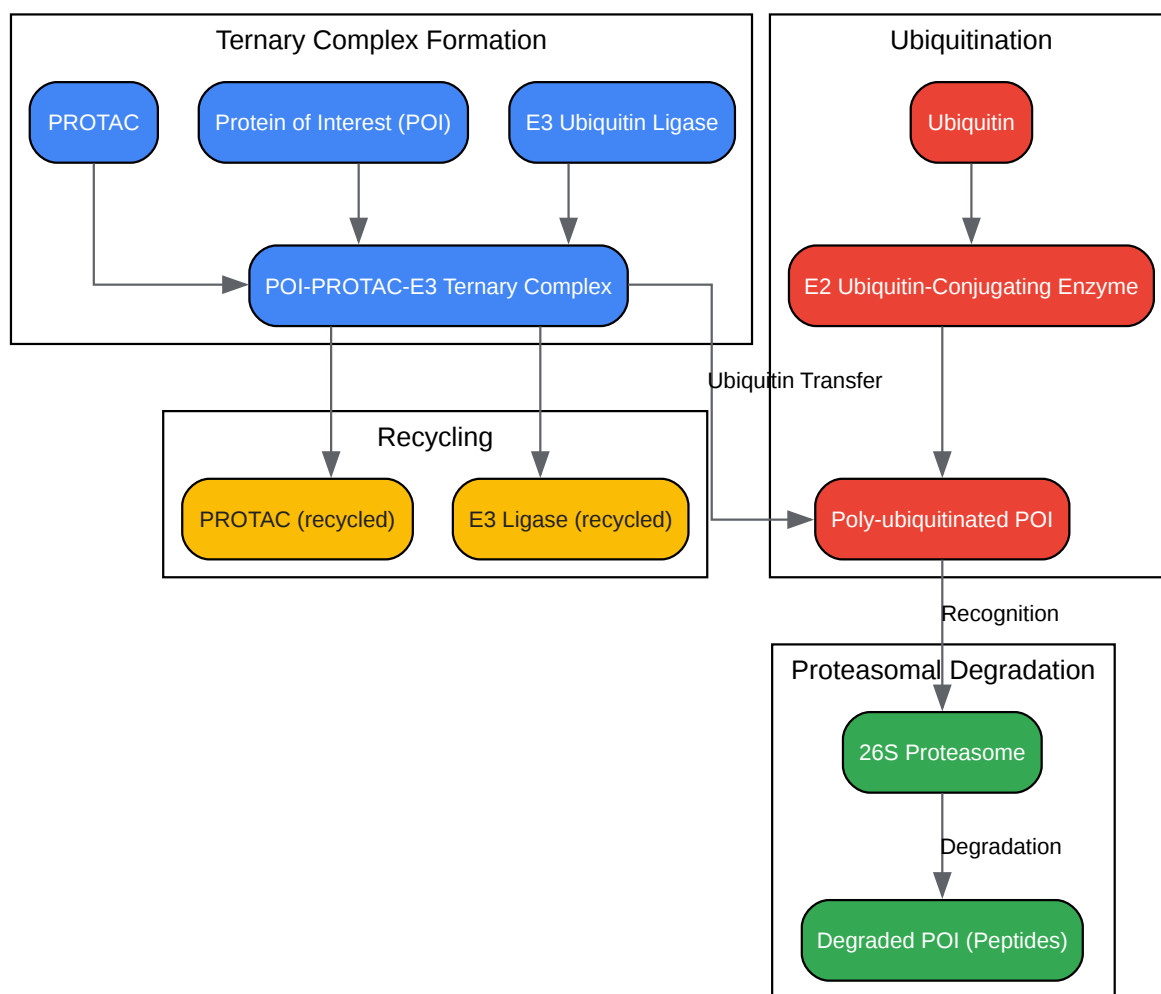 Ternary Complex Formation
Ubiquitination
PROTAC
Protein of Interest (POI)
E3 Ubiquitin Ligase
Ubiquitin
POI-PROTAC-E3 Ternary Complex
E2 Ubiquitin-Conjugating Enzyme
Ubiquitin Transfer
Recycling
PROTAC (recycled)
E3 Ligase (recycled)
Poly-ubiquitinated POI
Recognition
Proteasomal Degradation
26S Proteasome
Degradation
Degraded POI (Peptides)